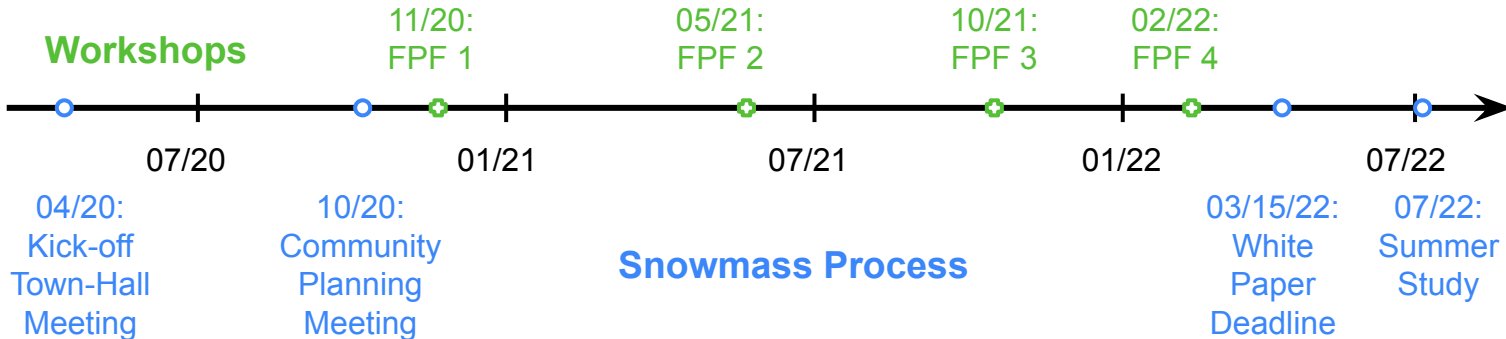 Workshops
11/20:
FPF 1
05/21:
FPF 2
10/21:
FPF 3
02/22:
FPF 4
07/20
01/21
07/21
01/22
07/22
04/20:
Kick-off
Town-Hall
Meeting
10/20:
Community
Planning
Meeting
Snowmass Process
03/15/22:
White
Paper
Deadline
07/22:
Summer
Study